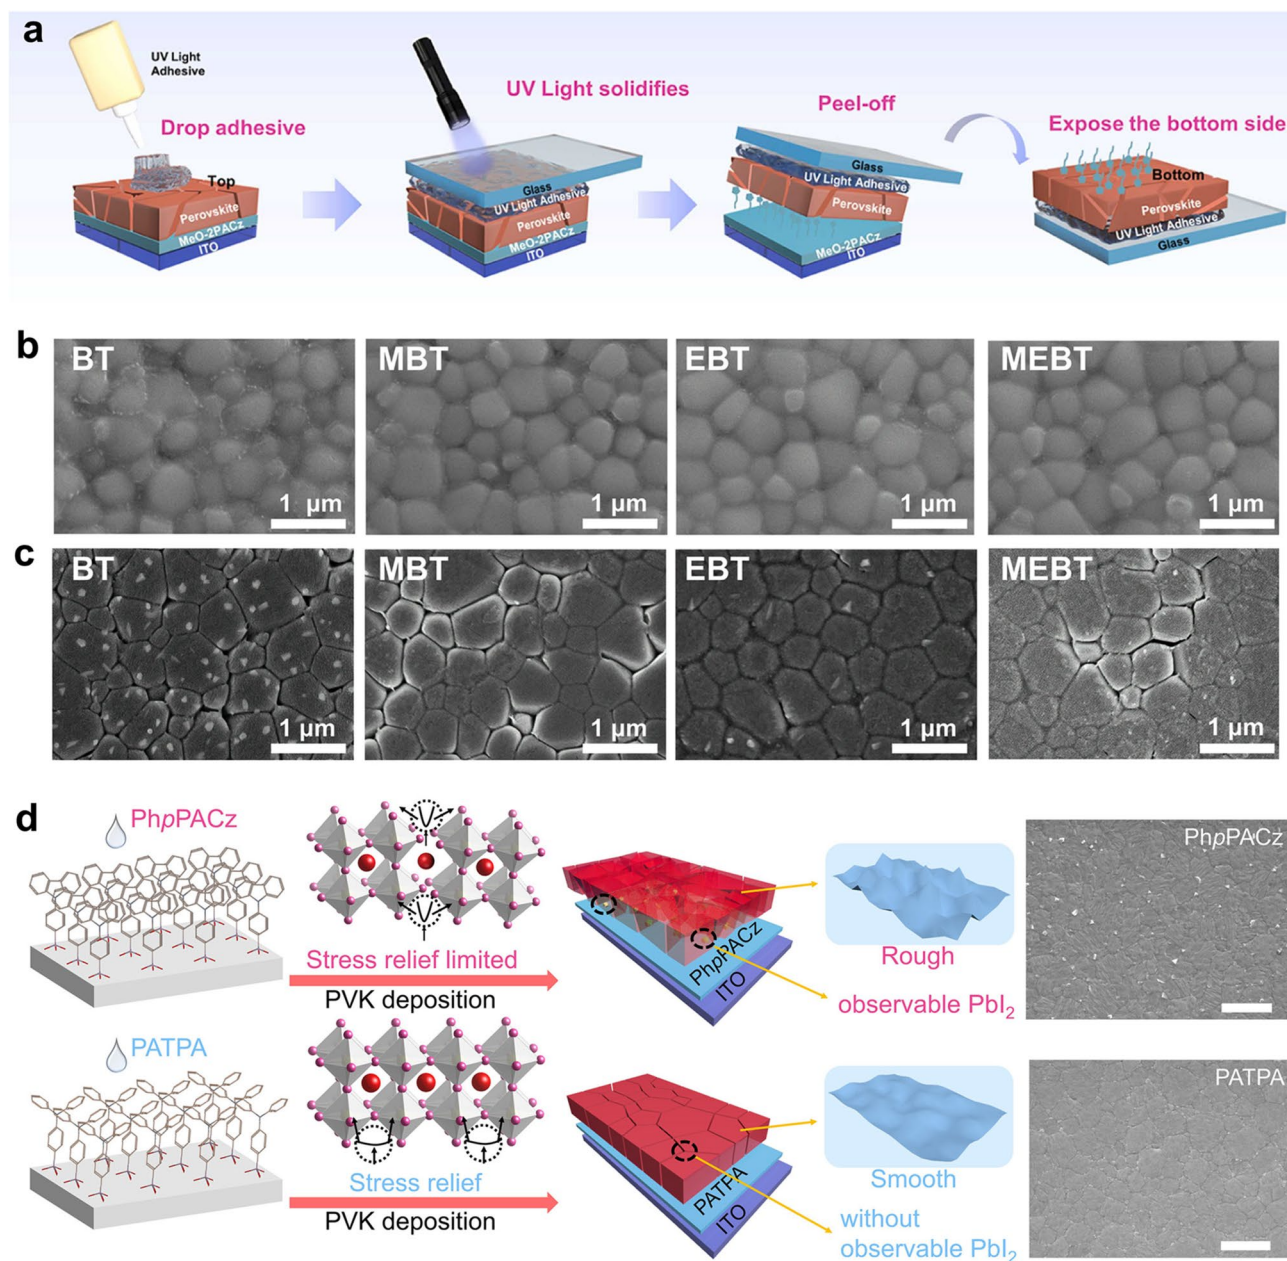 a
UV Light
Adhesive
Drop adhesive
Top
Perovskite
MeO-2PACz
ITO
UV Light solidifies
Glass
UV Light Adhesive
Perovskite
MeO-2PACz
ITO
Peel-off
Glass
UV Light Adhesive
Perovskite
MeO-2PACz
ITO
Expose the bottom side
Bottom
Perovskite
UV Light Adhesive
Glass
b
BT
1 μm
MBT
1 μm
EBT
1 μm
MEBT
1 μm
c
BT
1 μm
MBT
1 μm
EBT
1 μm
MEBT
1 μm
d
PhpPACz
Stress relief limited
PVK deposition
PhpPACz
ITO
Rough
observable PbI₂
PhpPACz
PATPA
Stress relief
PVK deposition
PATPA
ITO
Smooth
without
observable PbI₂
PATPA